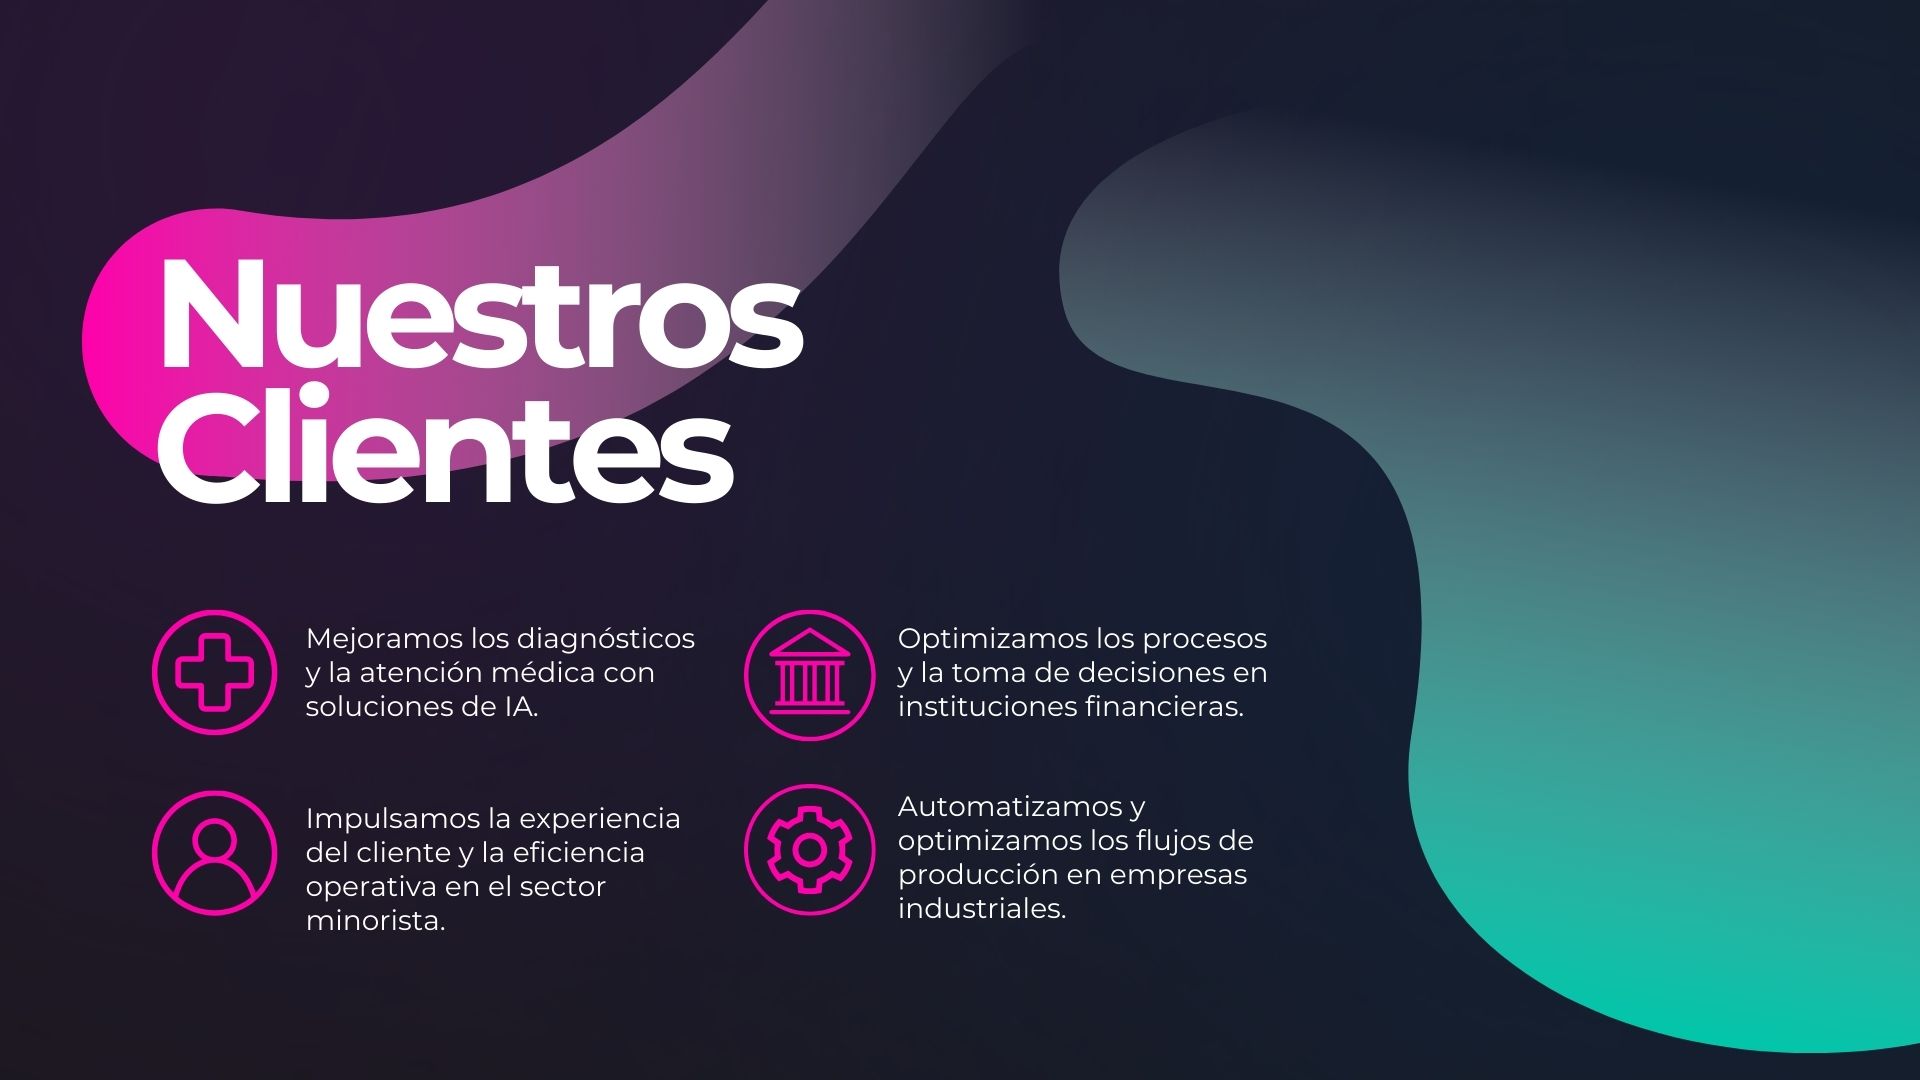 Nuestros
Clientes
Mejoramos los diagnósticos
y la atención médica con
soluciones de IA.
Optimizamos los procesos
y la toma de decisiones en
instituciones financieras.
Impulsamos la experiencia
del cliente y la eficiencia
operativa en el sector
minorista.
Automatizamos y
optimizamos los flujos de
producción en empresas
industriales.